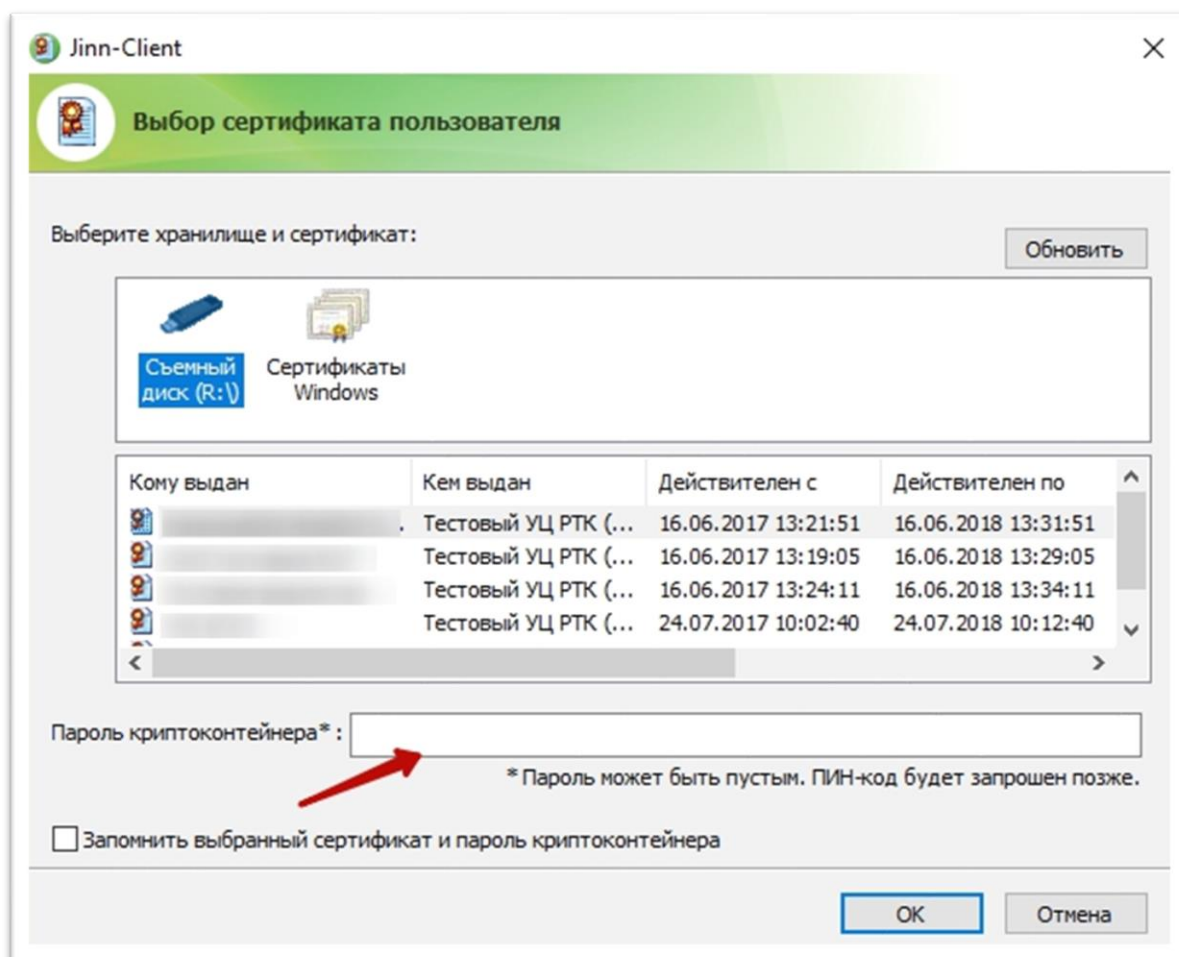 Jinn-Client
Выбор сертификата пользователя
Выберите хранилище и сертификат:
Обновить
Съемный
диск (R:\)
Сертификаты
Windows
Кому выдан Кем выдан Действителен с Действителен по
. Тестовый УЦ РТК (... 16.06.2017 13:21:51 16.06.2018 13:31:51
Тестовый УЦ РТК (... 16.06.2017 13:19:05 16.06.2018 13:29:05
Тестовый УЦ РТК (... 16.06.2017 13:24:11 16.06.2018 13:34:11
Тестовый УЦ РТК (... 24.07.2017 10:02:40 24.07.2018 10:12:40
Пароль криптоконтейнера* :
* Пароль может быть пустым. ПИН-код будет запрошен позже.
Запомнить выбранный сертификат и пароль криптоконтейнера
ОК Отмена